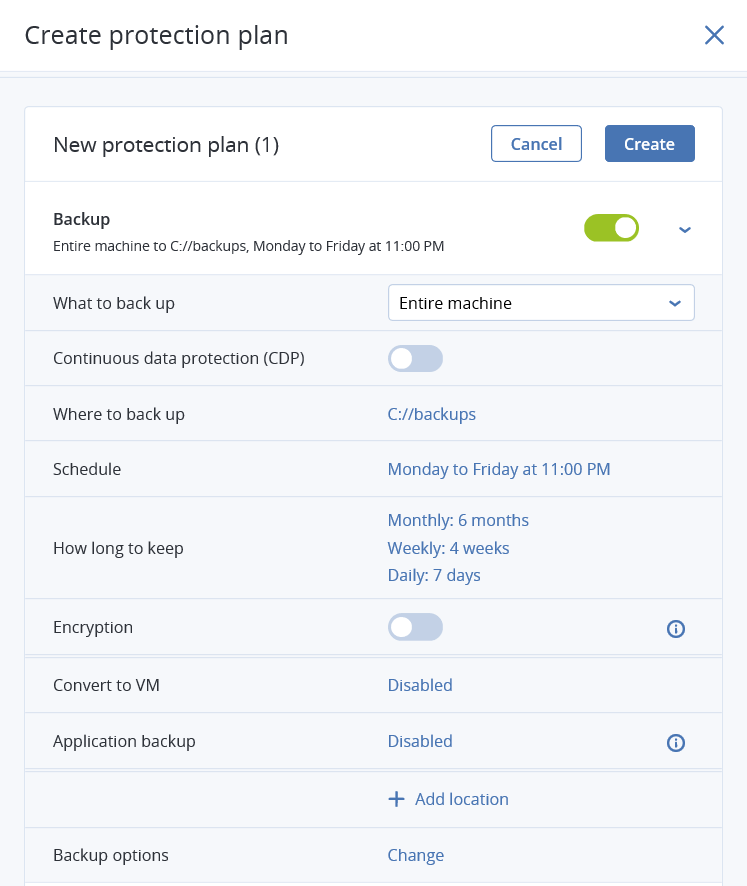 Create protection plan
New protection plan (1)
Cancel
Create
Backup
Entire machine to C://backups, Monday to Friday at 11:00 PM
What to back up
Entire machine
Continuous data protection (CDP)
Where to back up
C://backups
Schedule
Monday to Friday at 11:00 PM
How long to keep
Monthly: 6 months
Weekly: 4 weeks
Daily: 7 days
Encryption
Convert to VM
Disabled
Application backup
Disabled
Add location
Backup options
Change